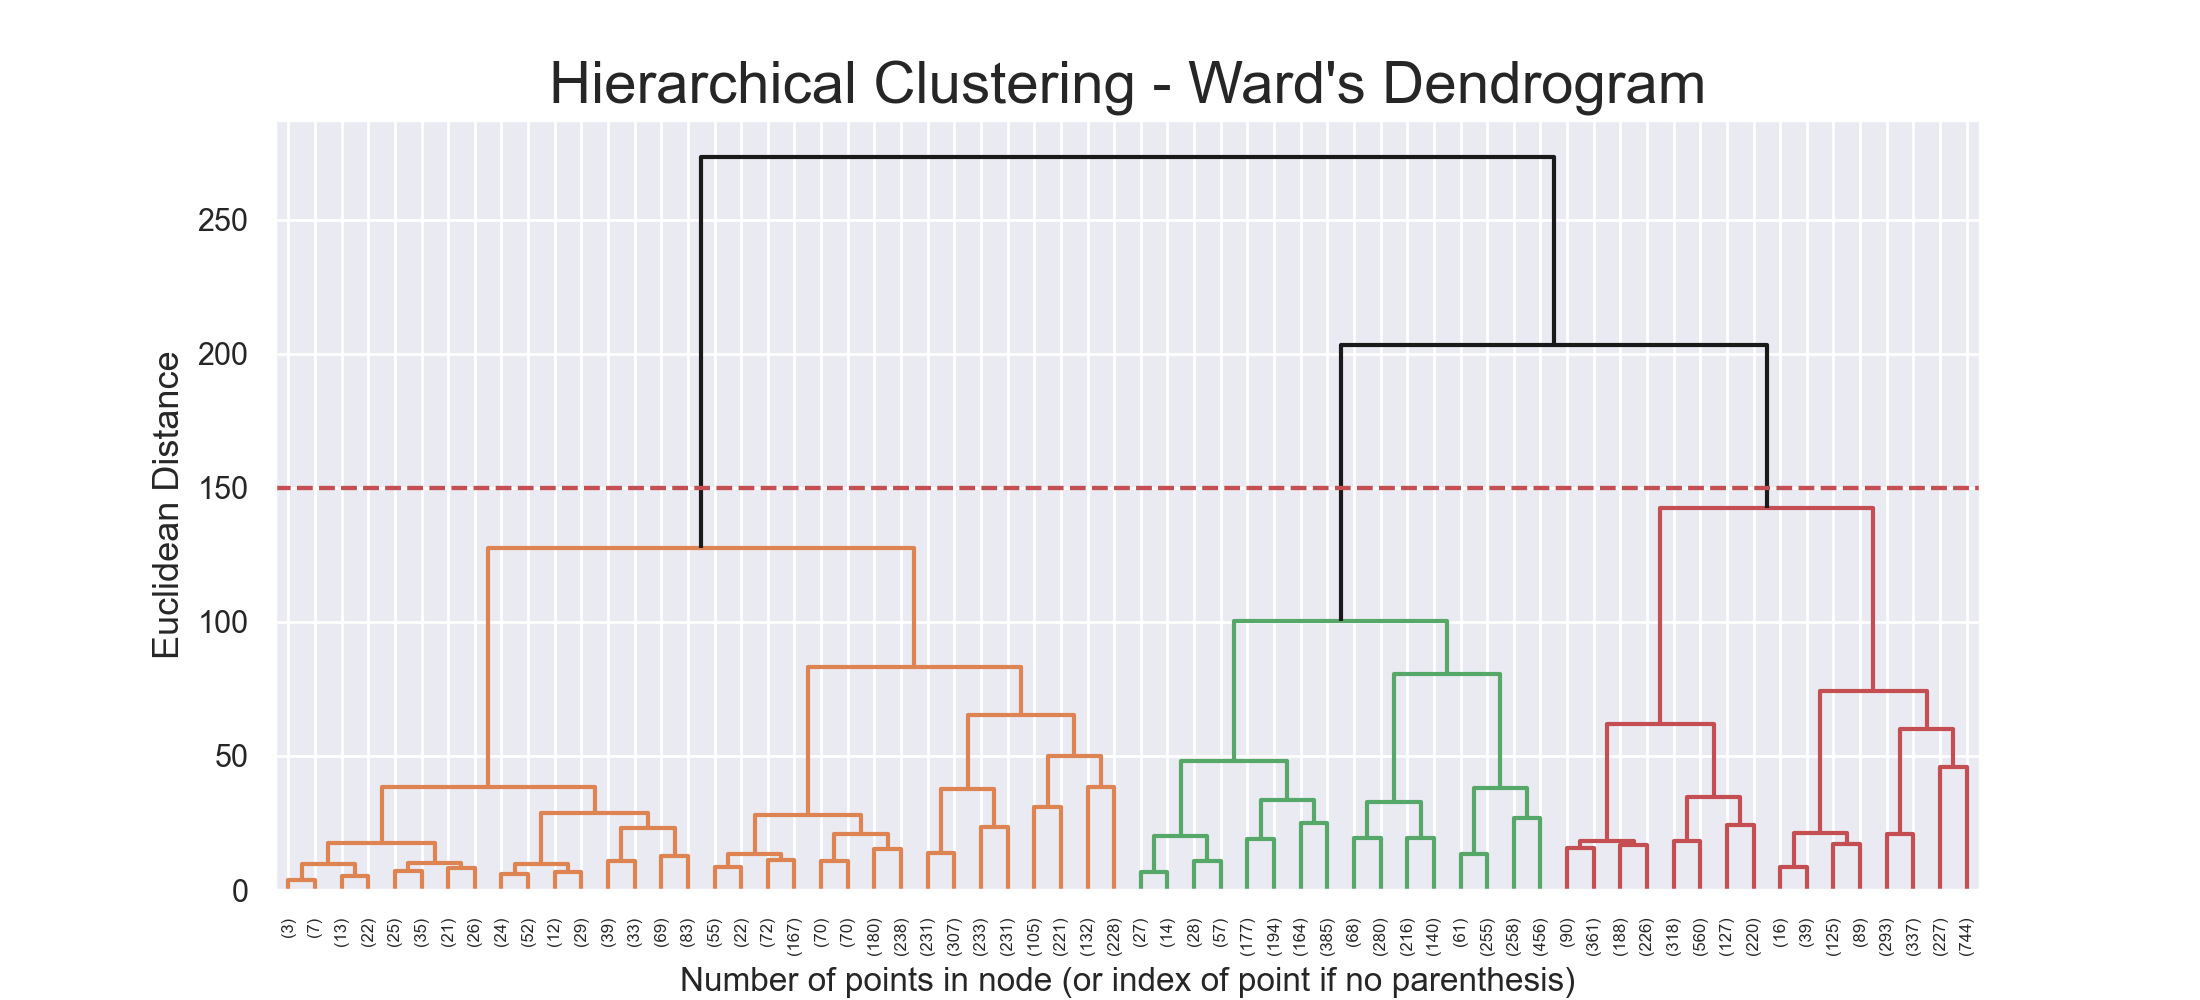 Hierarchical Clustering - Ward's Dendrogram
Euclidean Distance
250
200
150
100
50
0
(3) (7) (13) (22) (25) (35) (21) (26) (24) (52) (12) (29) (39) (33) (69) (83) (55) (22) (72) (167) (70) (70) (180) (238) (231) (307) (233) (231) (105) (221) (132) (228) (27) (14) (28) (57) (177) (194) (164) (385) (68) (280) (216) (140) (61) (255) (258) (456) (90) (361) (188) (226) (318) (560) (127) (220) (16) (39) (125) (89) (293) (337) (227) (744)
Number of points in node (or index of point if no parenthesis)